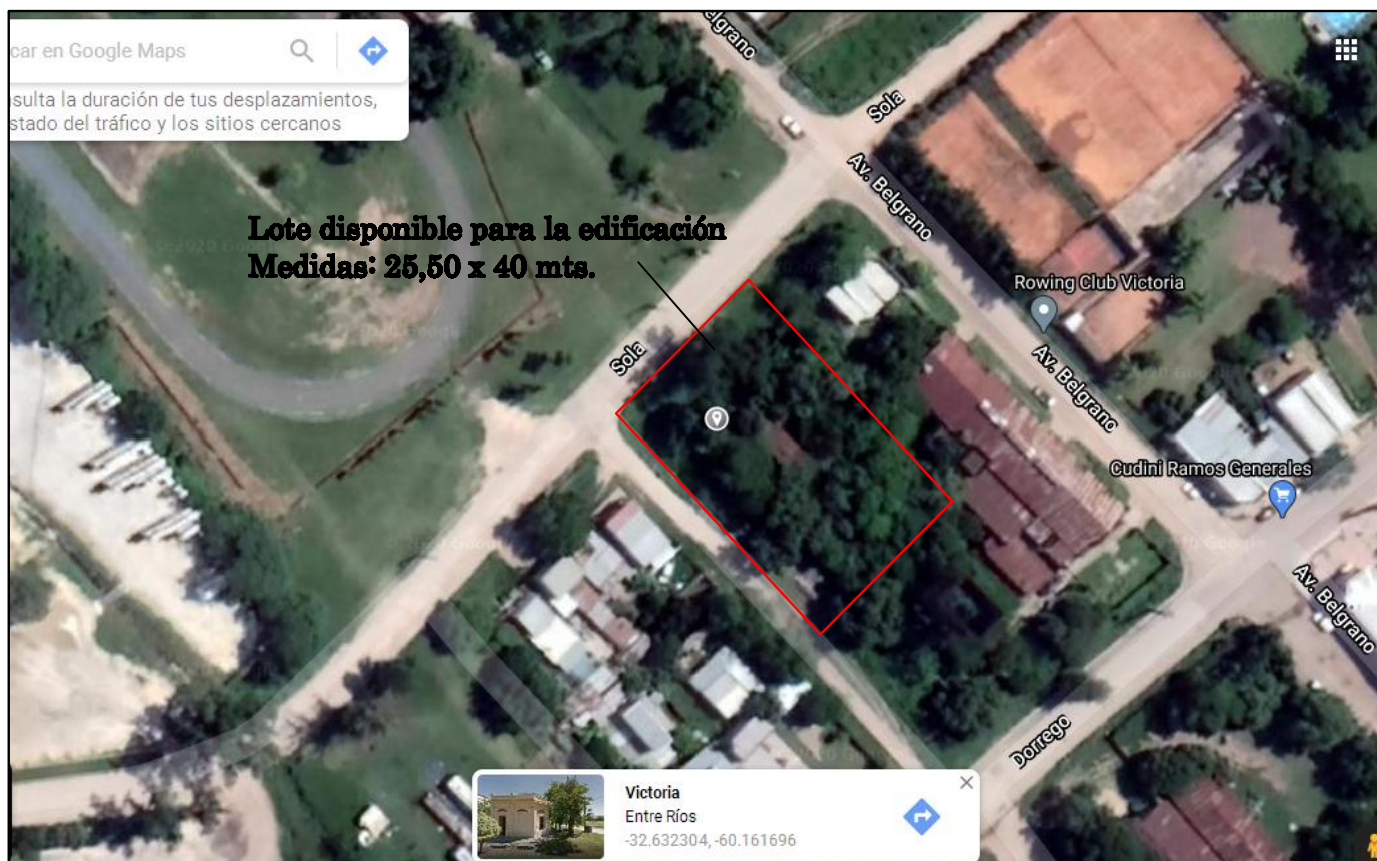 car en Google Maps
sulta la duración de tus desplazamientos,
stado del tráfico y los sitios cercanos
elgrano
Sola
Av. Belgrano
Lote disponible para la edificación
Medidas: 25,50 x 40 mts.
Rowing Club Victoria
Sola
Av. Belgrano
Cudini Ramos Generales
Av. Belgrano
Dorrego
Victoria
Entre Ríos
-32.632304, -60.161696